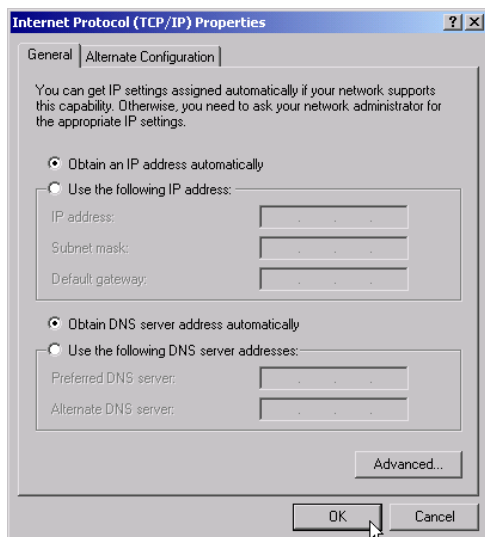 Internet Protocol (TCP/IP) Properties
General
Alternate Configuration
You can get IP settings assigned automatically if your network supports
this capability. Otherwise, you need to ask your network administrator for
the appropriate IP settings.
Obtain an IP address automatically
Use the following IP address:
IP address:
Subnet mask:
Default gateway:
Obtain DNS server address automatically
Use the following DNS server addresses:
Preferred DNS server:
Alternate DNS server:
Advanced...
OK
Cancel